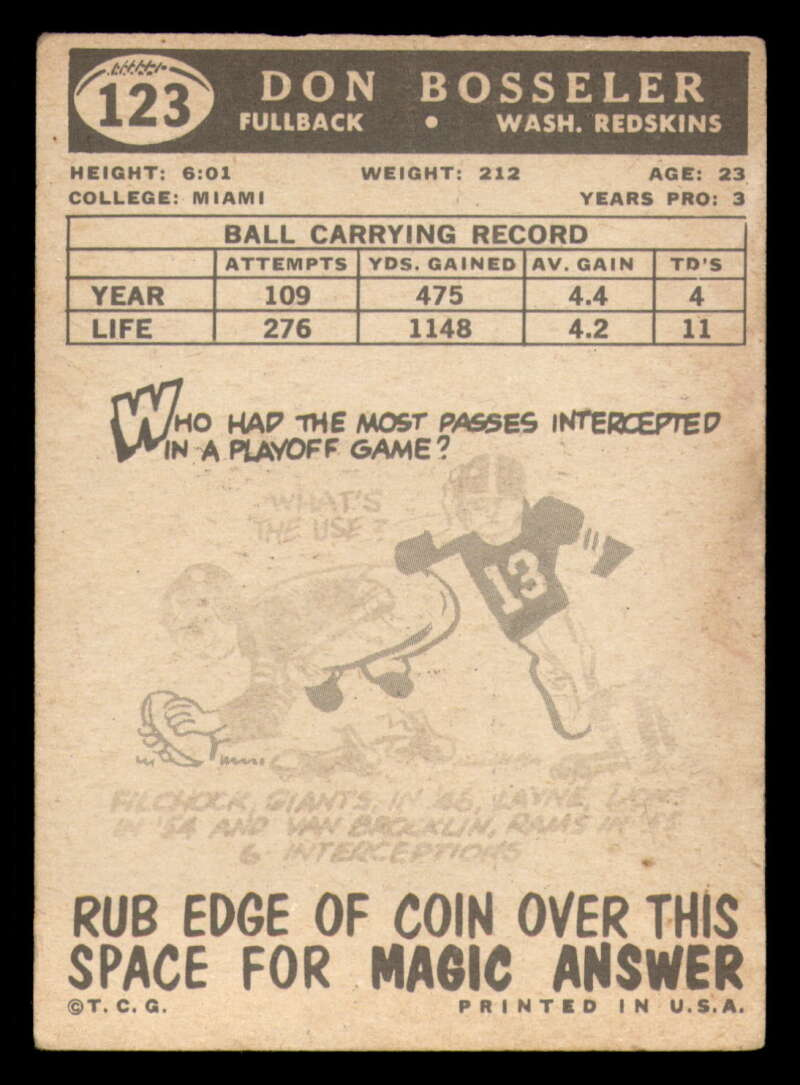 123
DON BOSSELER
FULLBACK • WASH. REDSKINS
HEIGHT: 6:01 WEIGHT: 212 AGE: 23
COLLEGE: MIAMI YEARS PRO: 3
BALL CARRYING RECORD
ATTEMPTS YDS. GAINED AV. GAIN TD'S
YEAR 109 475 4.4 4
LIFE 276 1148 4.2 11
WHO HAD THE MOST PASSES INTERCEPTED
IN A PLAYOFF GAME?
WHAT'S
THE USE?
13
FILCHOCK, GIANTS, IN '46, LAYNE,
IN '54 AND VAN BROCKLIN, RAMS IN
6 INTERCEPTIONS
RUB EDGE OF COIN OVER THIS
SPACE FOR MAGIC ANSWER
©T.C.G. PRINTED IN U.S.A.